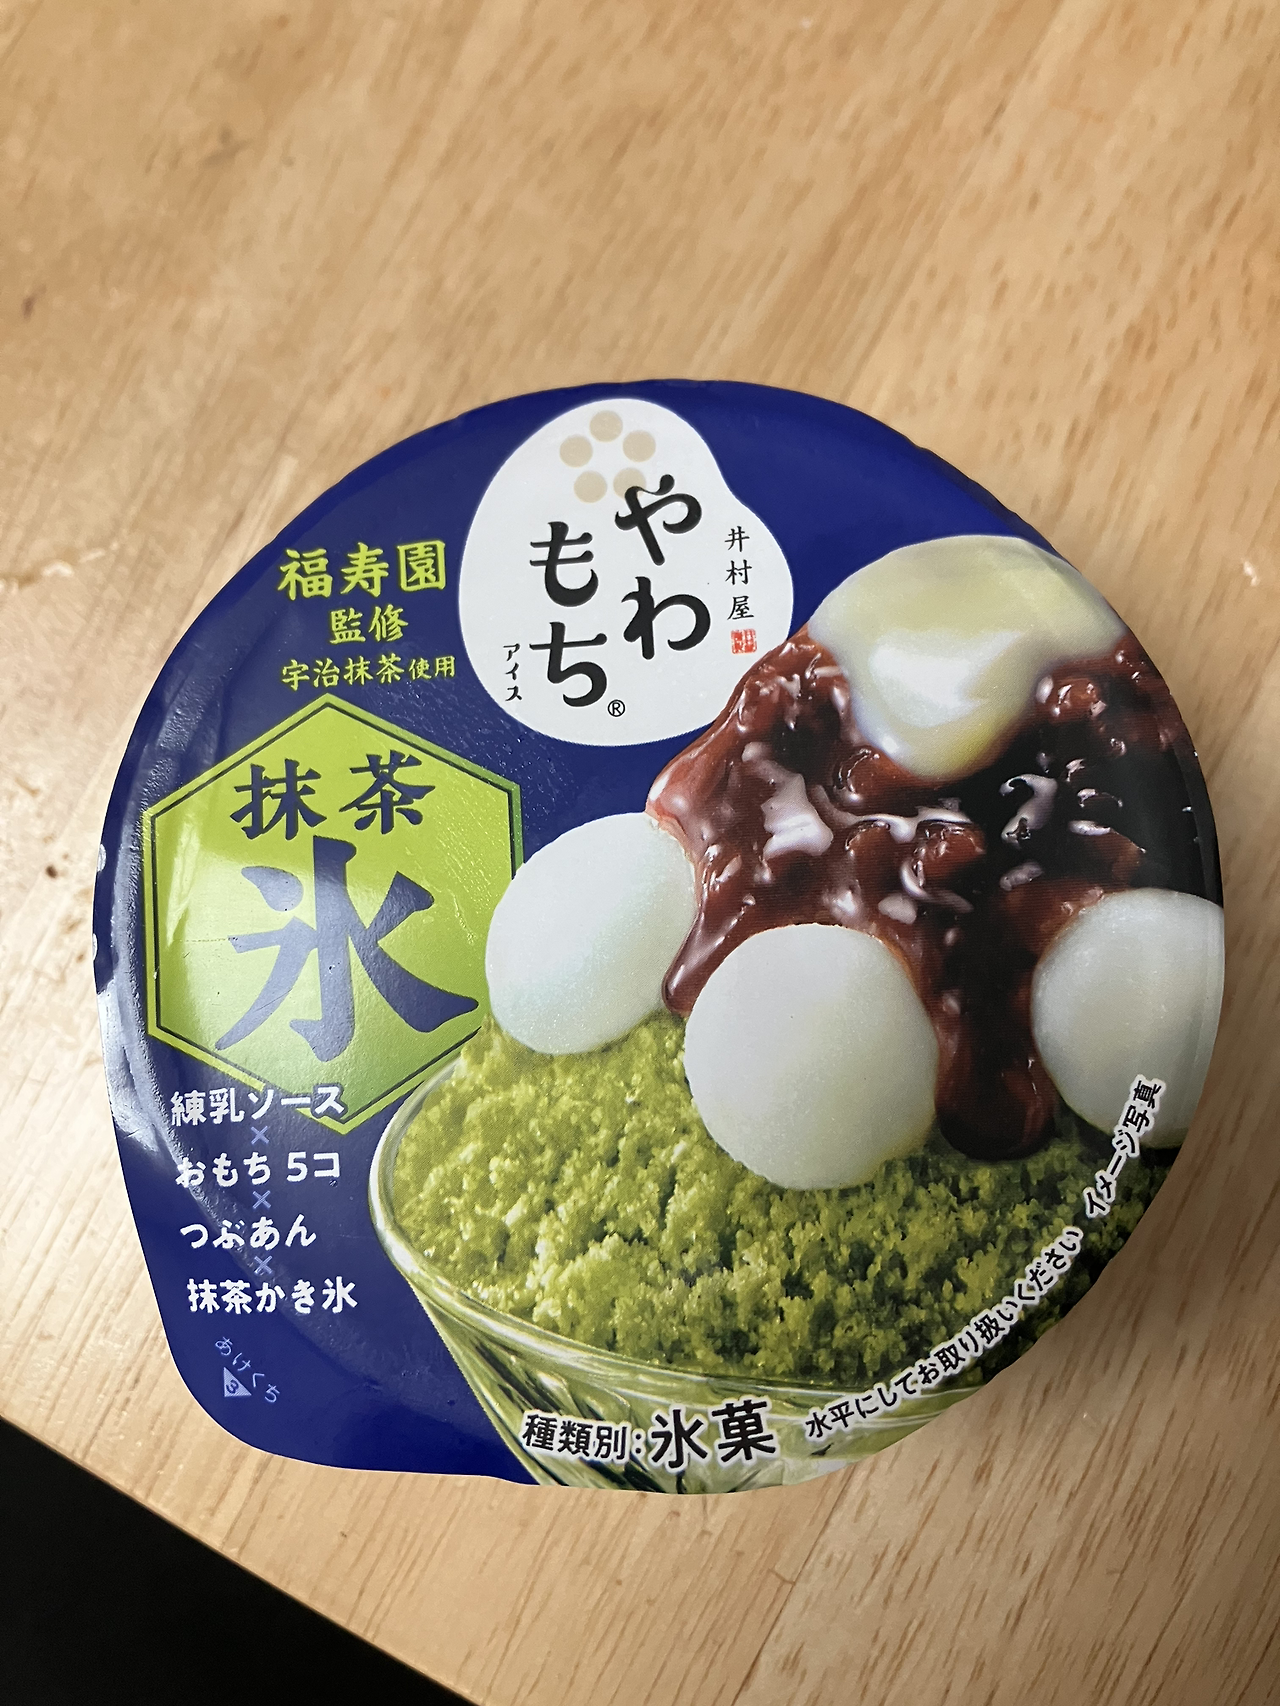 井村屋
やわ
もち®
アイス
福寿園
監修
宇治抹茶使用
抹茶
氷
練乳ソース
×
おもち5コ
×
つぶあん
×
抹茶かき氷
あけくち
3
種類別:氷菓
水平にしてお取り扱いください イメージ写真